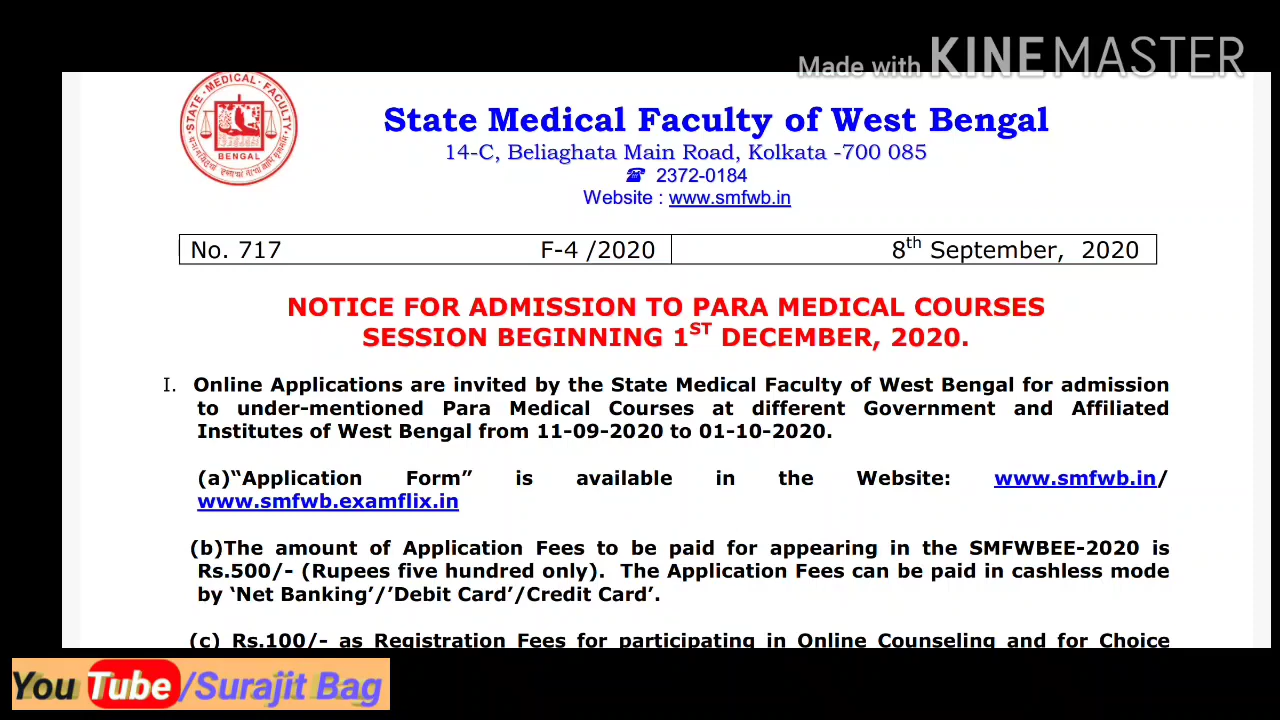 Made with KINEMASTER
STATE · MEDICAL · FACULTY
BENGAL
State Medical Faculty of West Bengal
14-C, Beliaghata Main Road, Kolkata -700 085
☎ 2372-0184
Website : www.smfwb.in
No. 717 F-4 /2020 8th September, 2020
NOTICE FOR ADMISSION TO PARA MEDICAL COURSES
SESSION BEGINNING 1ST DECEMBER, 2020.
I. Online Applications are invited by the State Medical Faculty of West Bengal for admission
to under-mentioned Para Medical Courses at different Government and Affiliated
Institutes of West Bengal from 11-09-2020 to 01-10-2020.
(a)“Application Form” is available in the Website: www.smfwb.in/
www.smfwb.examflix.in
(b)The amount of Application Fees to be paid for appearing in the SMFWBEE-2020 is
Rs.500/- (Rupees five hundred only). The Application Fees can be paid in cashless mode
by ‘Net Banking’/’Debit Card’/Credit Card’.
(c) Rs.100/- as Registration Fees for participating in Online Counseling and for Choice
You Tube/Surajit Bag